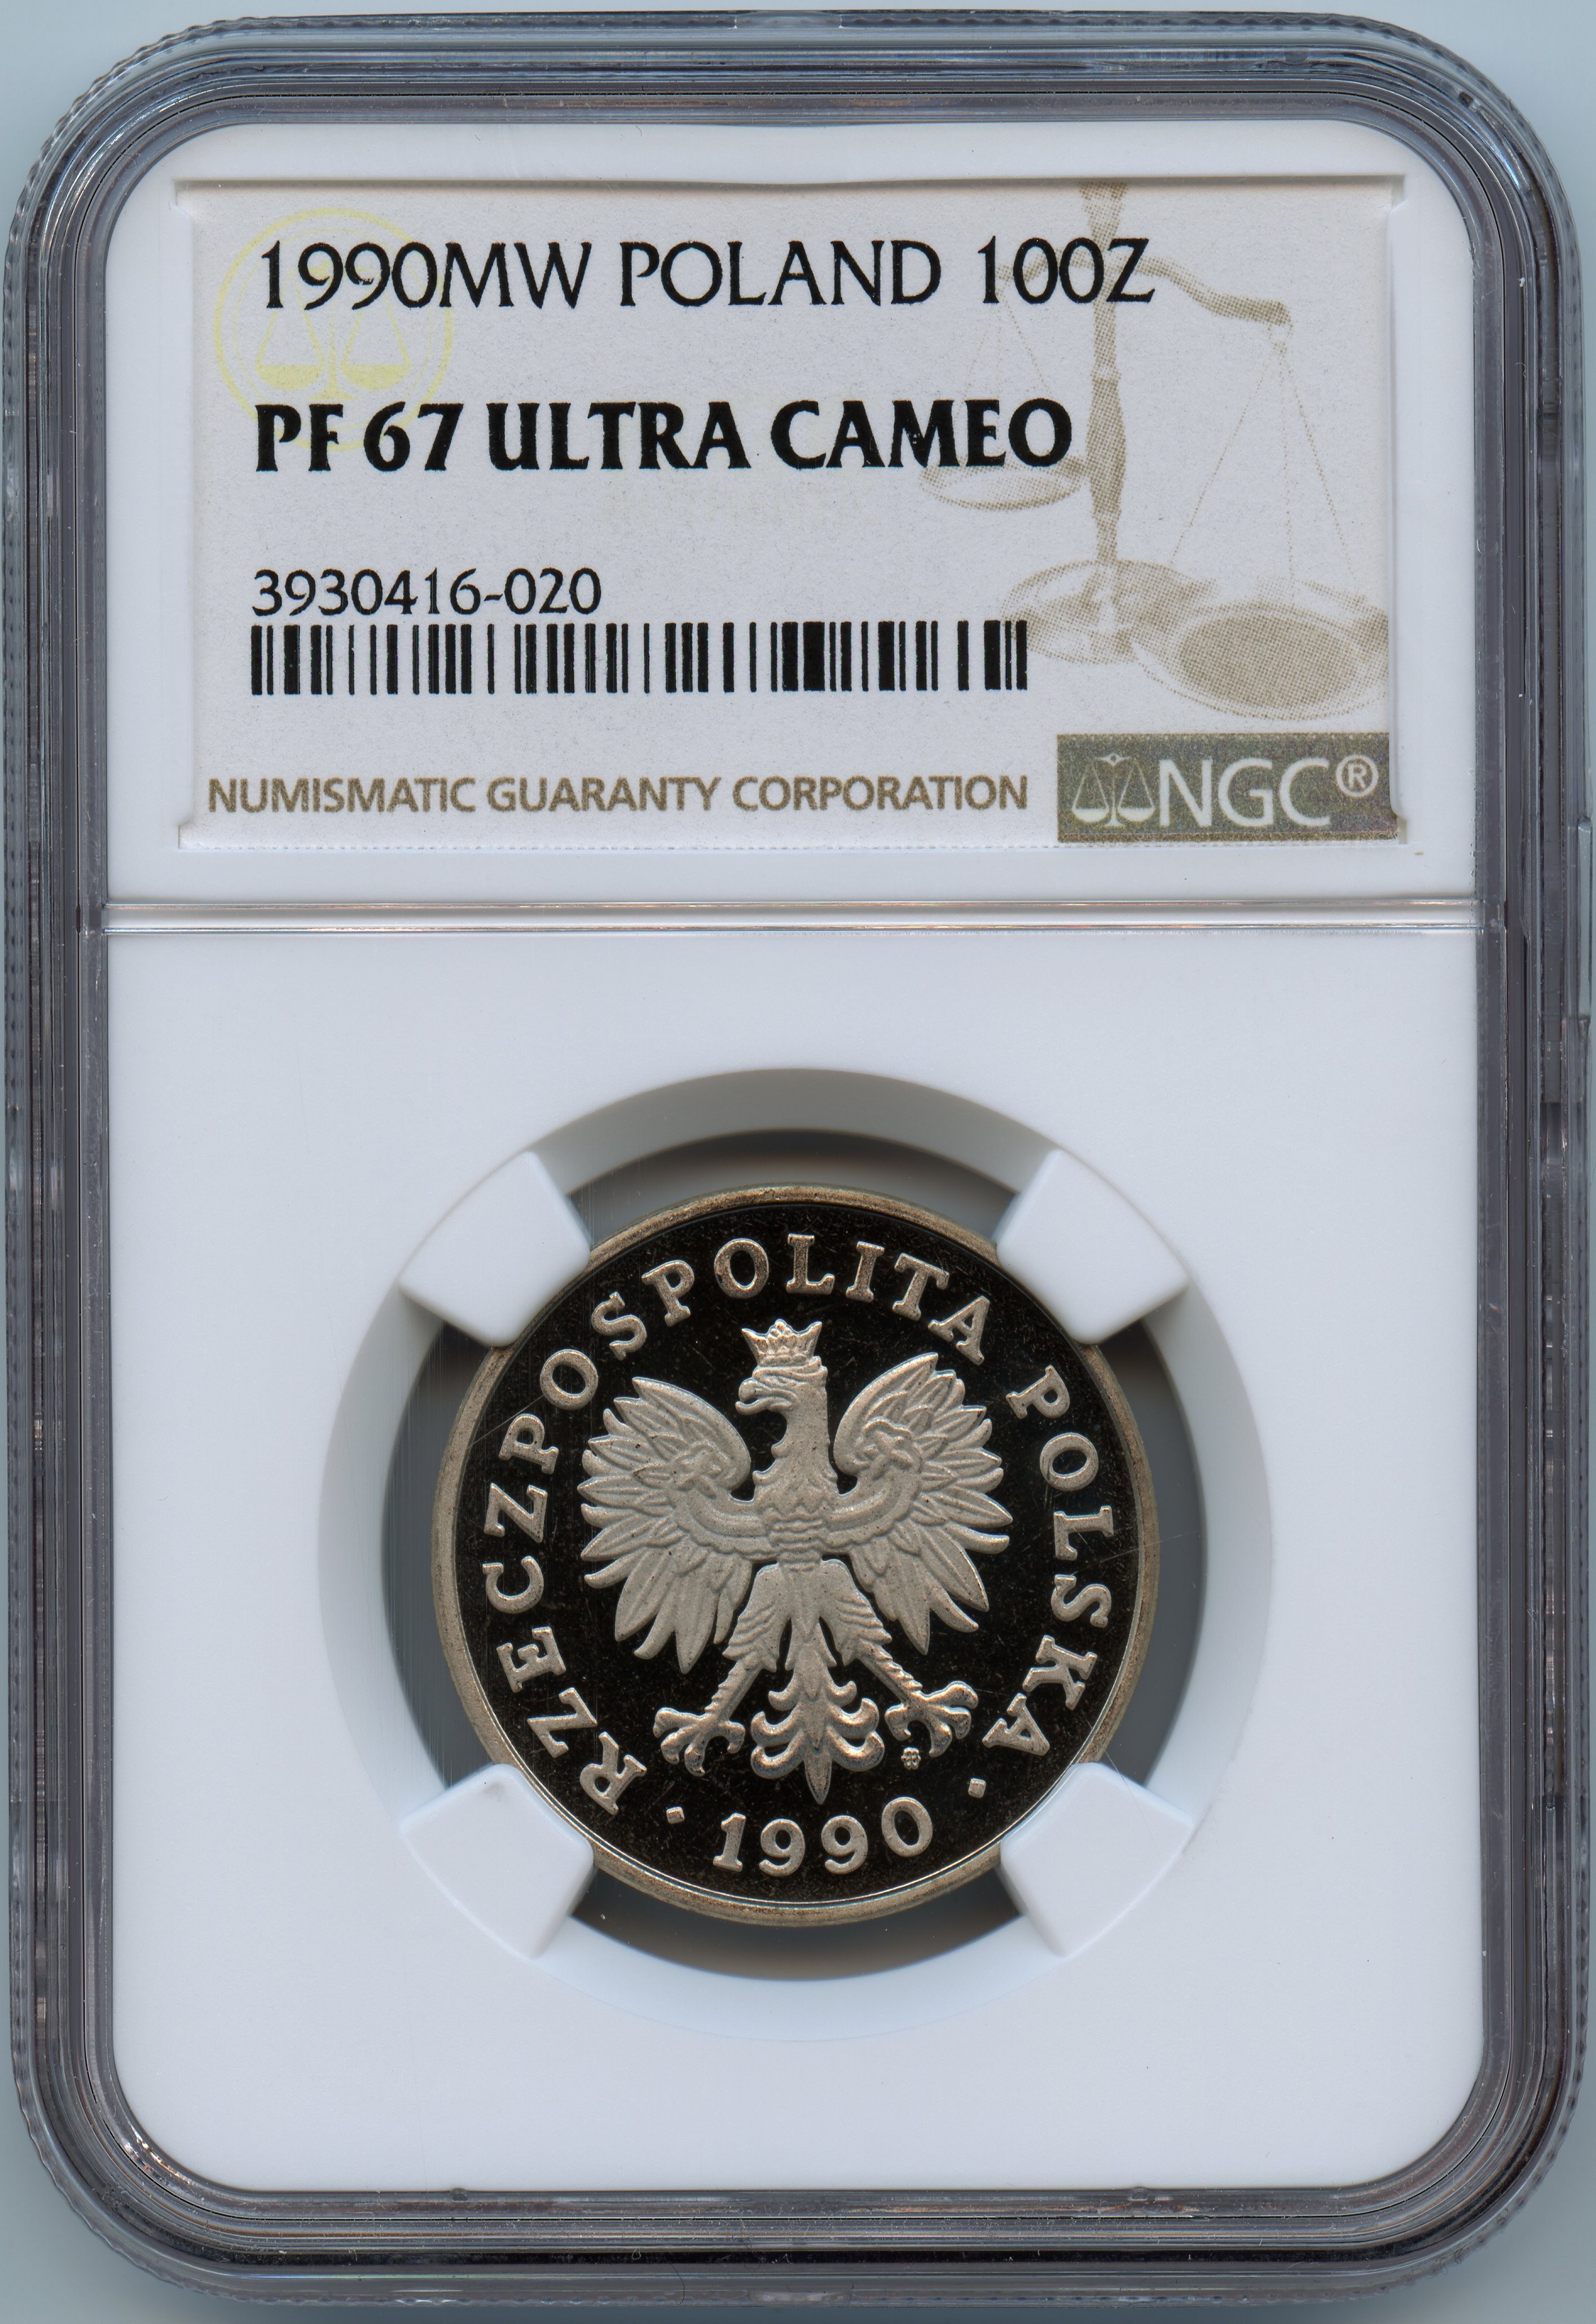 1990MW POLAND 100Z
PF 67 ULTRA CAMEO
3930416-020
NUMISMATIC GUARANTY CORPORATION
NGC®
RZECZPOSPOLITA POLSKA
· 1990 ·